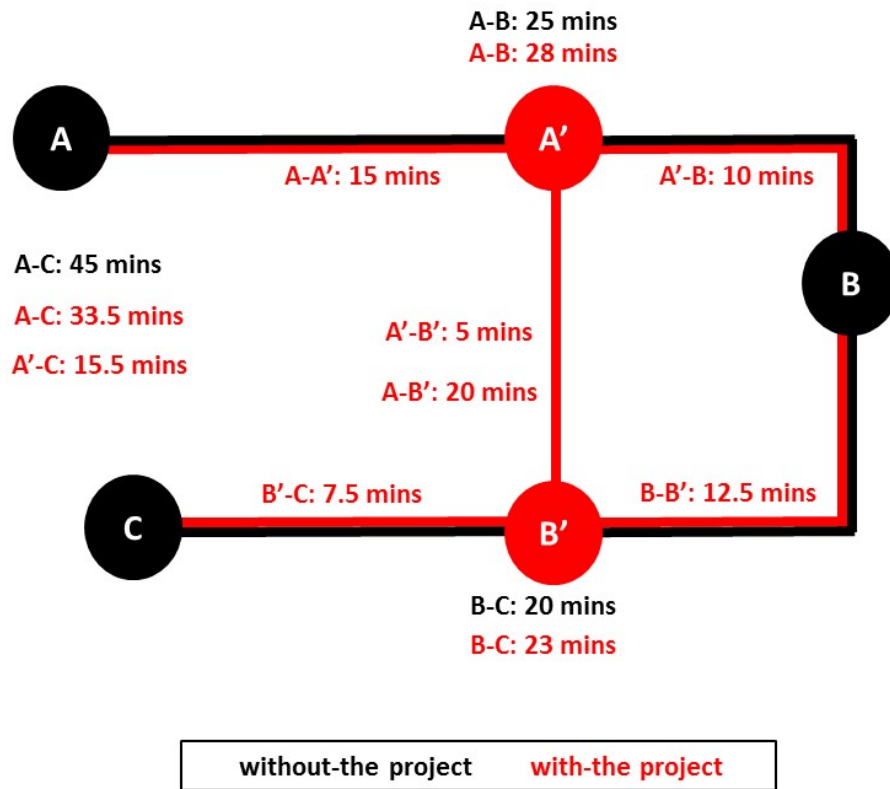 A-B: 25 mins
A-B: 28 mins
A
A’
A-A’: 15 mins
A’-B: 10 mins
A-C: 45 mins
B
A-C: 33.5 mins
A’-B’: 5 mins
A’-C: 15.5 mins
A-B’: 20 mins
B’-C: 7.5 mins
B-B’: 12.5 mins
C
B’
B-C: 20 mins
B-C: 23 mins
without-the project with-the project